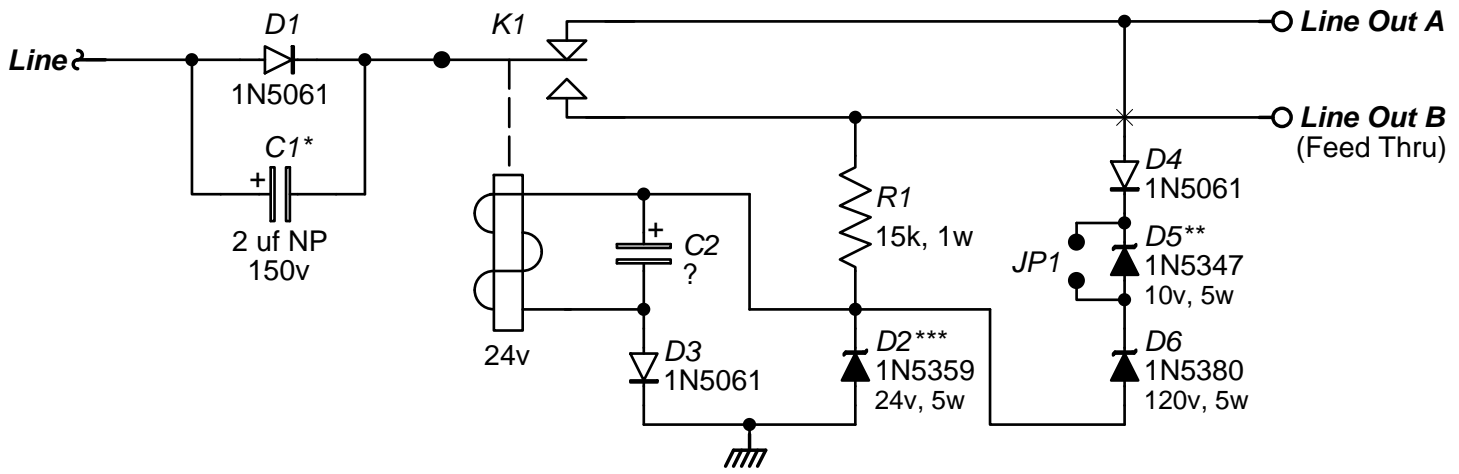 Line
D1
1N5061
C1*
+
2 uf NP
150v
K1
24v
+
C2
?
D3
1N5061
R1
15k, 1w
D2***
1N5359
24v, 5w
Line Out A
Line Out B
(Feed Thru)
D4
1N5061
JP1
D5**
1N5347
10v, 5w
D6
1N5380
120v, 5w